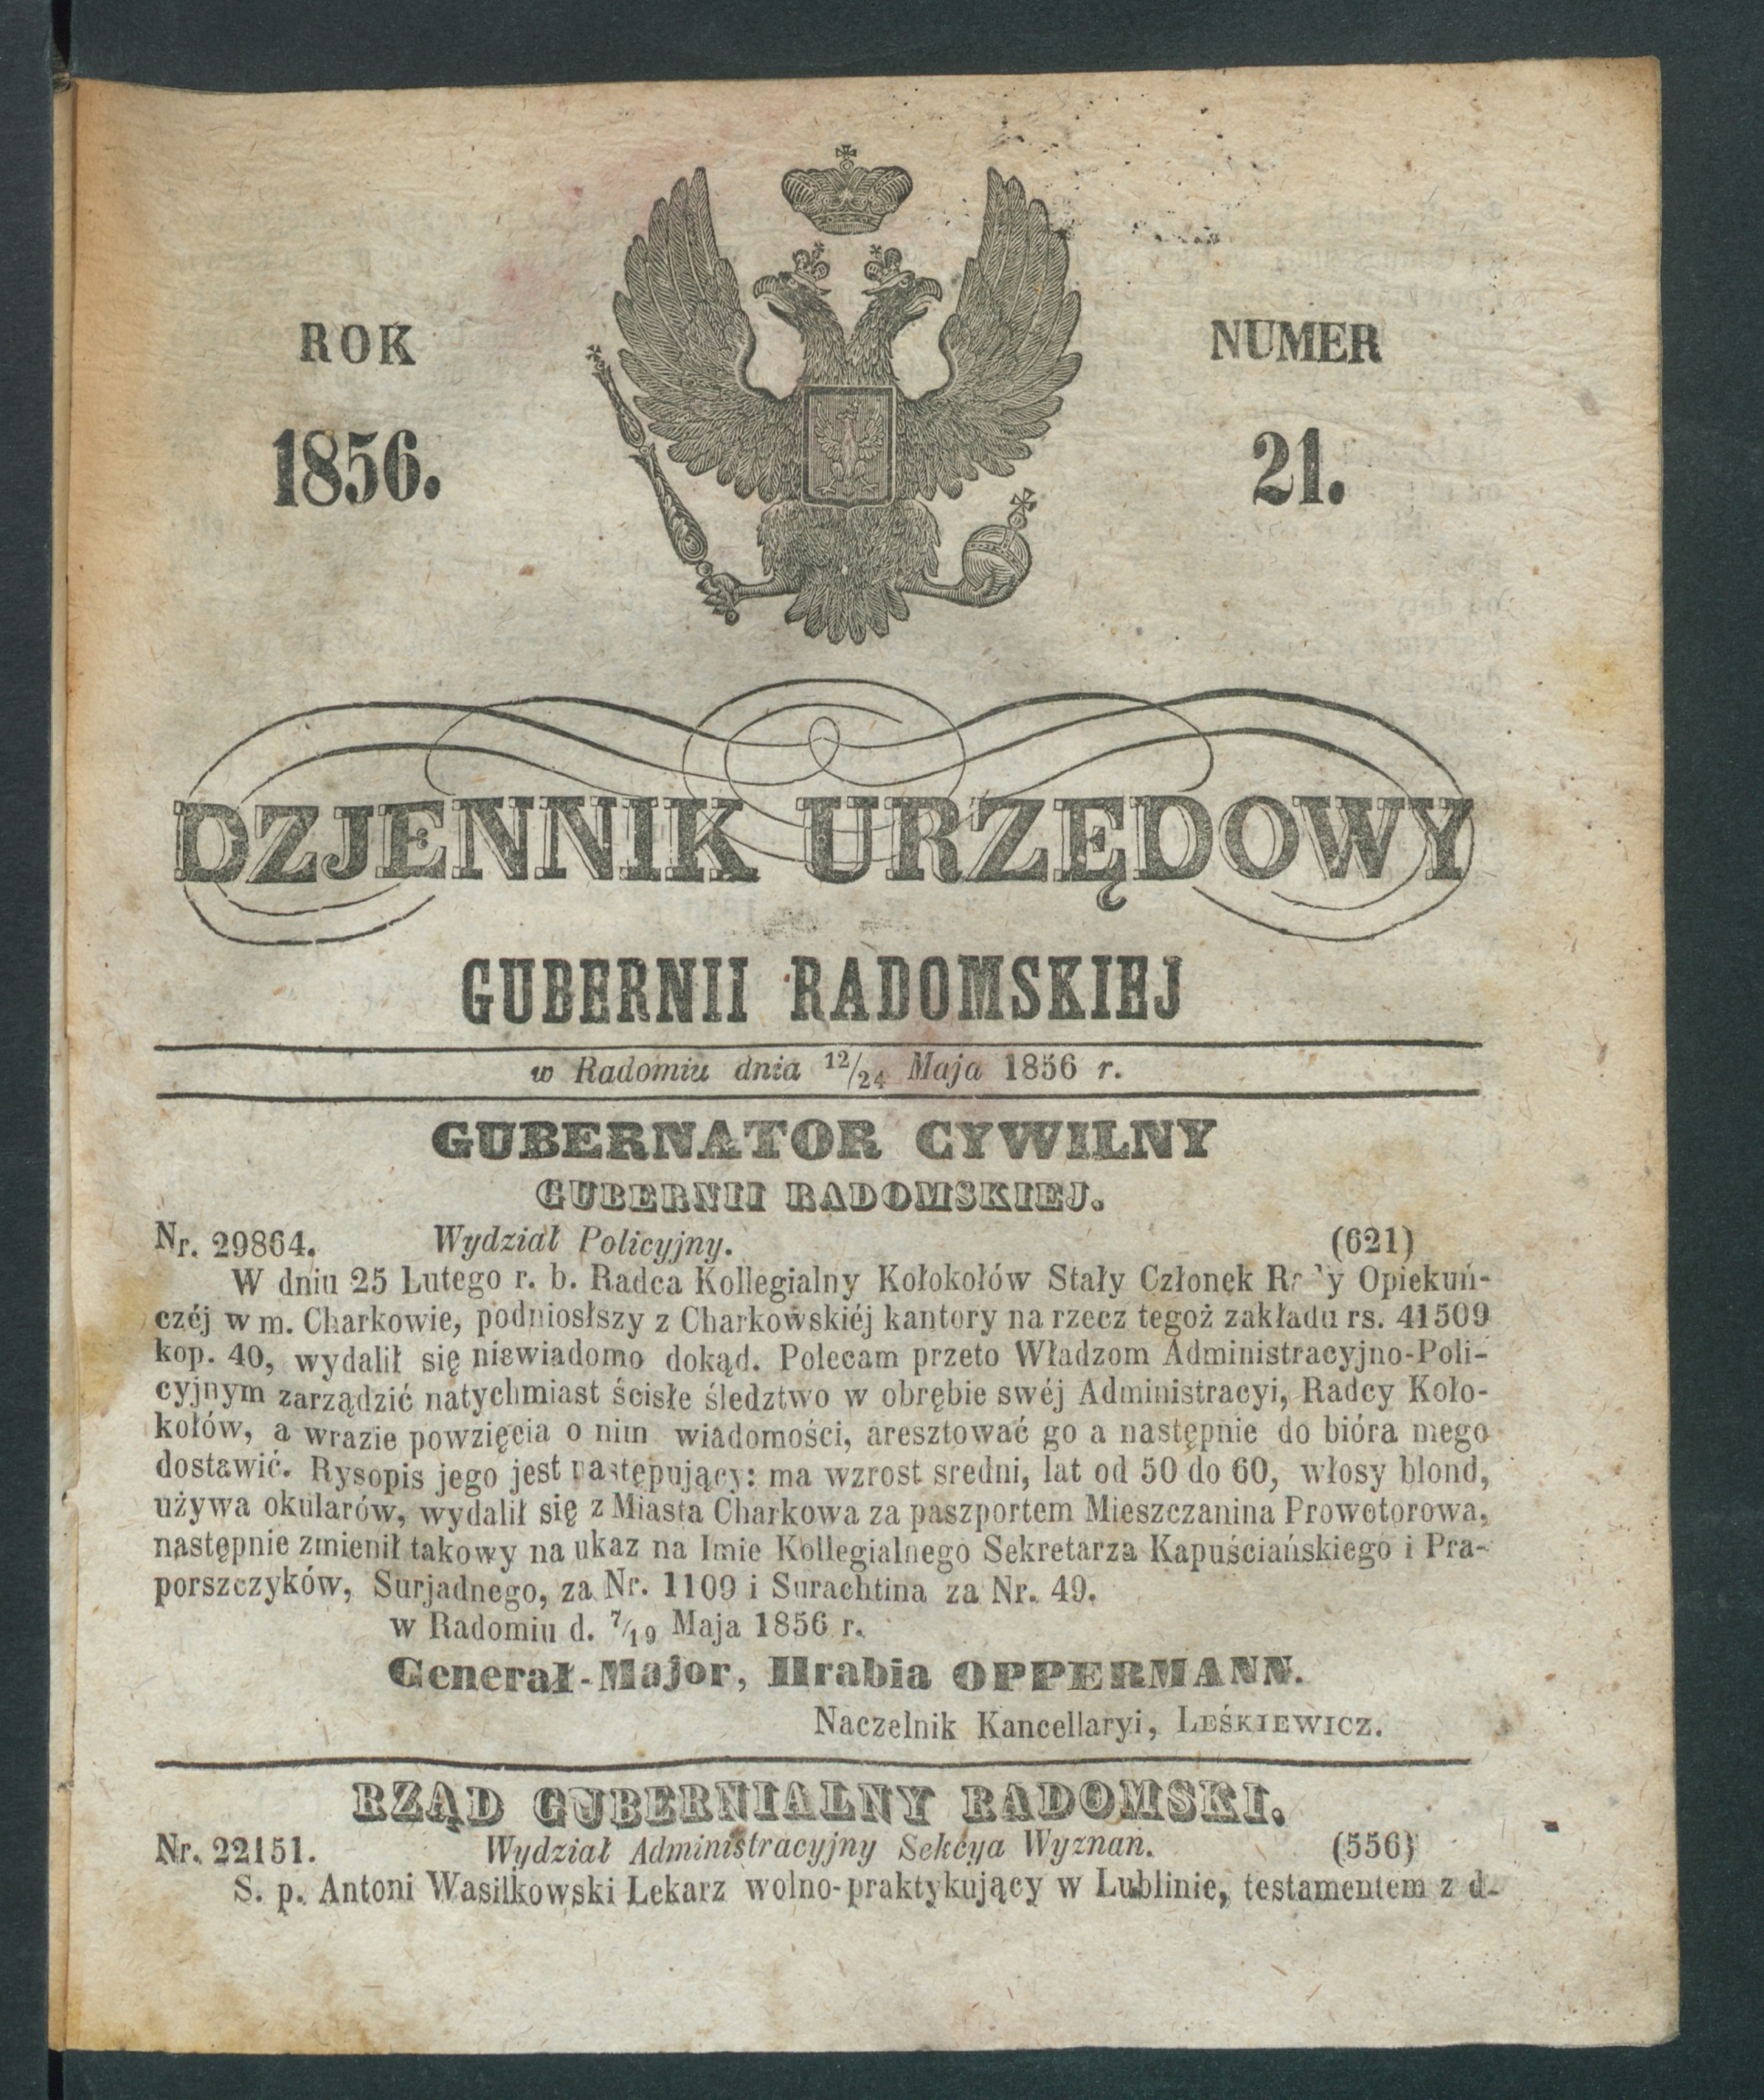 ROK
1856.
NUMER
21.
DZJENNIK URZĘDOWY
GUBERNII RADOMSKIEJ
w Radomiu dnia 12/24 Maja 1856 r.
GUBERNATOR CYWILNY
GUBERNII RADOMSKIEJ.
Nr. 29864. Wydział Policyjny. (621)
W dniu 25 Lutego r. b. Radca Kollegialny Kołokołów Stały Członek Opiekuń-
czéj w m. Charkowie, podniosłszy z Charkowskiéj kantory na rzecz tegoż zakładu rs. 41509
kop. 40, wydalił się niewiadomo dokąd. Polecam przeto Władzom Administracyjno-Poli-
cyjnym zarządzić natychmiast ścisłe śledztwo w obrębie swéj Administracyi, Radcy Koło-
kołów, a wrazie powzięcia o nim wiadomości, aresztować go a następnie do bióra mego
dostawić. Rysopis jego jest następujący: ma wzrost sredni, lat od 50 do 60, włosy blond,
używa okularów, wydalił się z Miasta Charkowa za paszportem Mieszczanina Prowotorowa,
następnie zmienił takowy na ukaz na Imie Kollegialnego Sekretarza Kapuściańskiego i Pra-
porszczyków, Surjadnego, za Nr. 1109 i Surachtina za Nr. 49.
w Radomiu d. 7/19 Maja 1856 r.
Generał-Major, Hrabia OPPERMANN.
Naczelnik Kancellaryi, LEŚKIEWICZ.
RZĄD GUBERNIALNY RADOMSKI.
Nr. 22151. Wydział Administracyjny Sekcya Wyznań. (556)
S. p. Antoni Wasilkowski Lekarz wolno-praktykujący w Lublinie, testamentem z d-